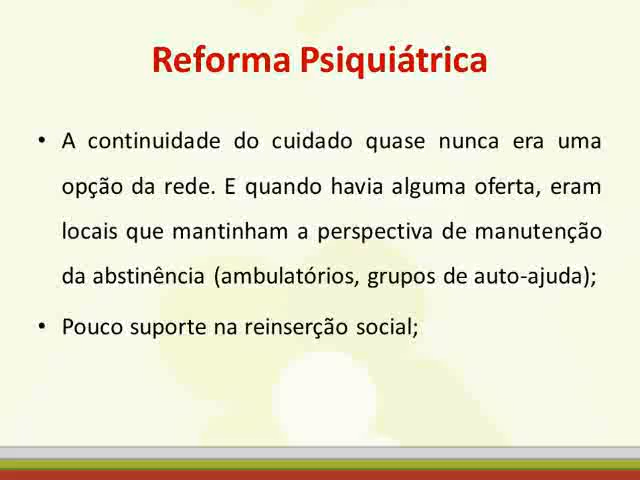 Reforma Psiquiátrica
• A continuidade do cuidado quase nunca era uma
opção da rede. E quando havia alguma oferta, eram
locais que mantinham a perspectiva de manutenção
da abstinência (ambulatórios, grupos de auto-ajuda);
• Pouco suporte na reinserção social;